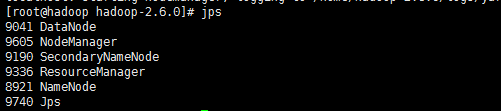 [root@hadoop hadoop-2.6.0]# jps
9041 DataNode
9605 NodeManager
9190 SecondaryNameNode
9336 ResourceManager
8921 NameNode
9740 Jps